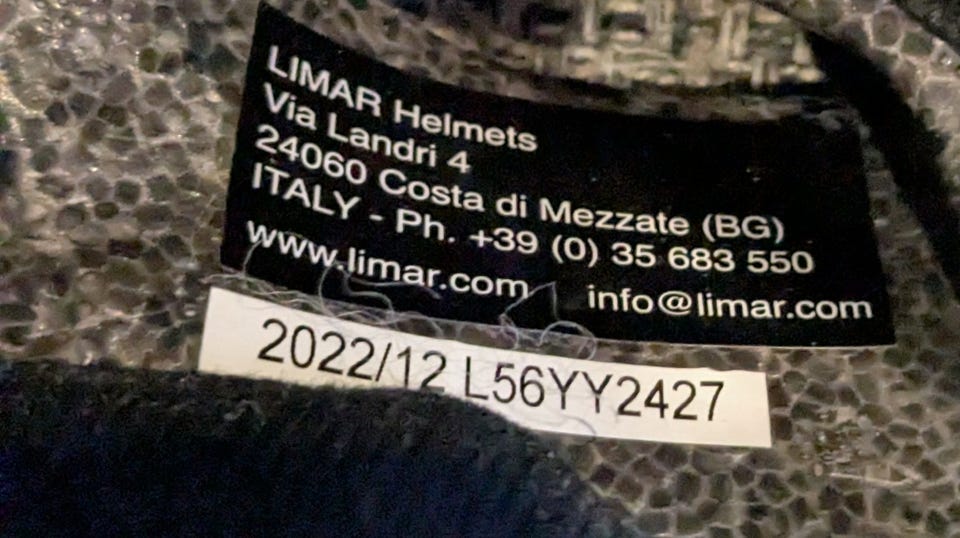 LIMAR Helmets
Via Landri 4
24060 Costa di Mezzate (BG)
ITALY - Ph. +39 (0) 35 683 550
www.limar.com info@limar.com
2022/12 L56YY2427